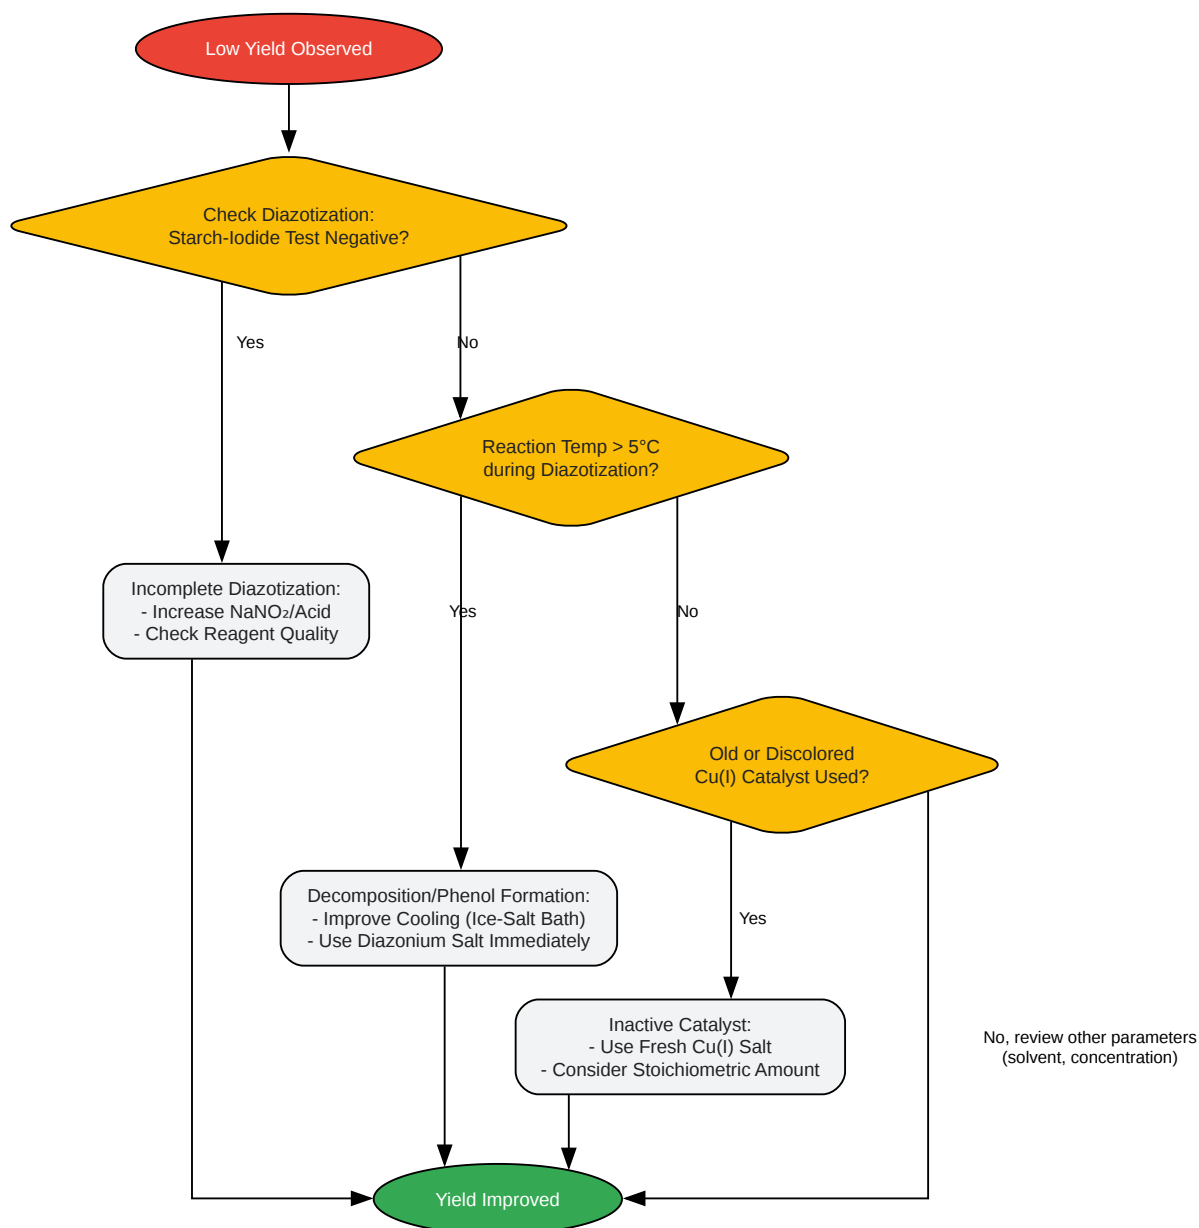 Low Yield Observed
Check Diazotization:
Starch-Iodide Test Negative?
Yes
No
Reaction Temp > 5°C
during Diazotization?
Incomplete Diazotization:
- Increase NaNO₂/Acid
- Check Reagent Quality
Yes
No
Old or Discolored
Cu(I) Catalyst Used?
Decomposition/Phenol Formation:
- Improve Cooling (Ice-Salt Bath)
- Use Diazonium Salt Immediately
Yes
Inactive Catalyst:
- Use Fresh Cu(I) Salt
- Consider Stoichiometric Amount
No, review other parameters
(solvent, concentration)
Yield Improved